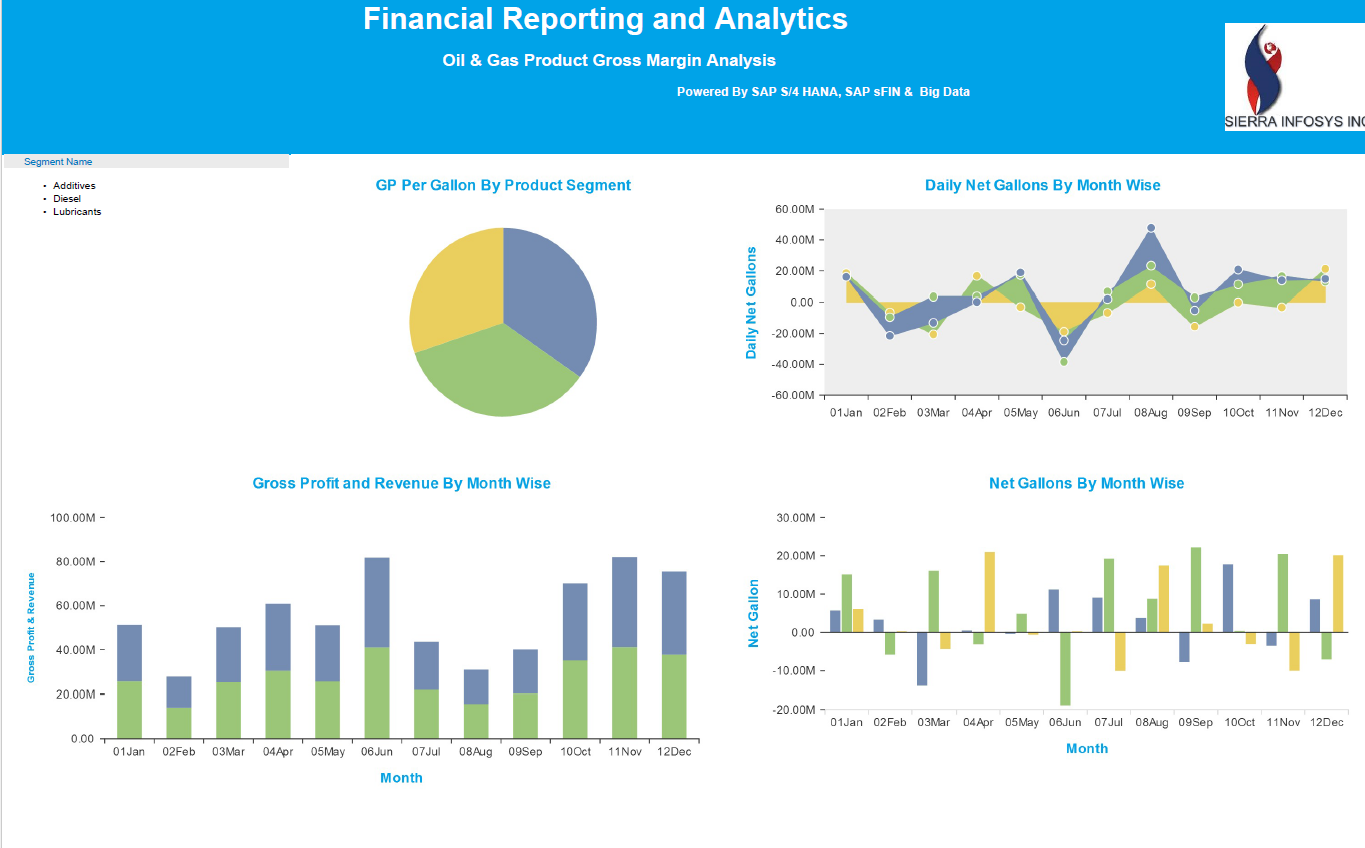 Financial Reporting and Analytics
Oil & Gas Product Gross Margin Analysis
Powered By SAP S/4 HANA, SAP sFIN & Big Data
SIERRA INFOSYS INC
Segment Name
• Additives
• Diesel
• Lubricants
GP Per Gallon By Product Segment
Daily Net Gallons By Month Wise
Daily Net Gallons
60.00M
40.00M
20.00M
0.00
-20.00M
-40.00M
-60.00M
01Jan 02Feb 03Mar 04Apr 05May 06Jun 07Jul 08Aug 09Sep 10Oct 11Nov 12Dec
Gross Profit and Revenue By Month Wise
Gross Profit & Revenue
100.00M
80.00M
60.00M
40.00M
20.00M
0.00
01Jan 02Feb 03Mar 04Apr 05May 06Jun 07Jul 08Aug 09Sep 10Oct 11Nov 12Dec
Month
Net Gallons By Month Wise
Net Gallon
30.00M
20.00M
10.00M
0.00
-10.00M
-20.00M
01Jan 02Feb 03Mar 04Apr 05May 06Jun 07Jul 08Aug 09Sep 10Oct 11Nov 12Dec
Month